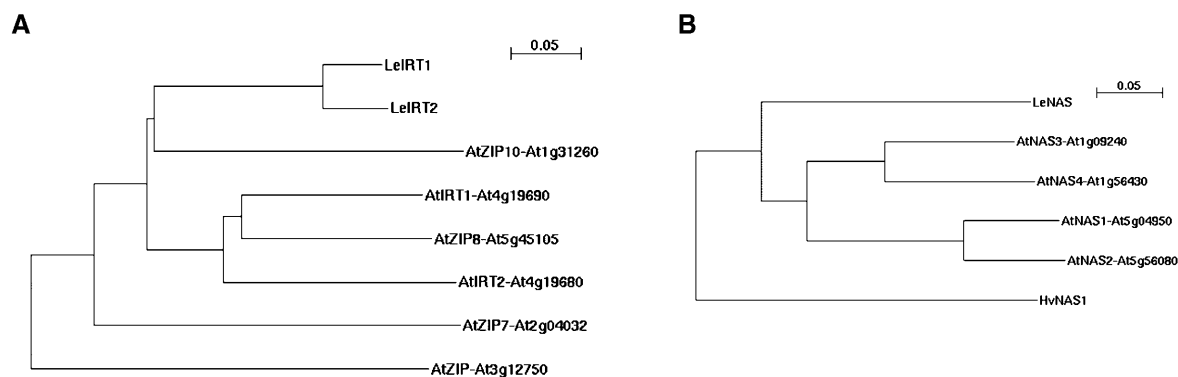 A
0.05
LeIRT1
LeIRT2
AtZIP10-At1g31260
AtIRT1-At4g19690
AtZIP8-At5g45105
AtIRT2-At4g19680
AtZIP7-At2g04032
AtZIP-At3g12750
B
0.05
LeNAS
AtNAS3-At1g09240
AtNAS4-At1g56430
AtNAS1-At5g04950
AtNAS2-At5g56080
HvNAS1